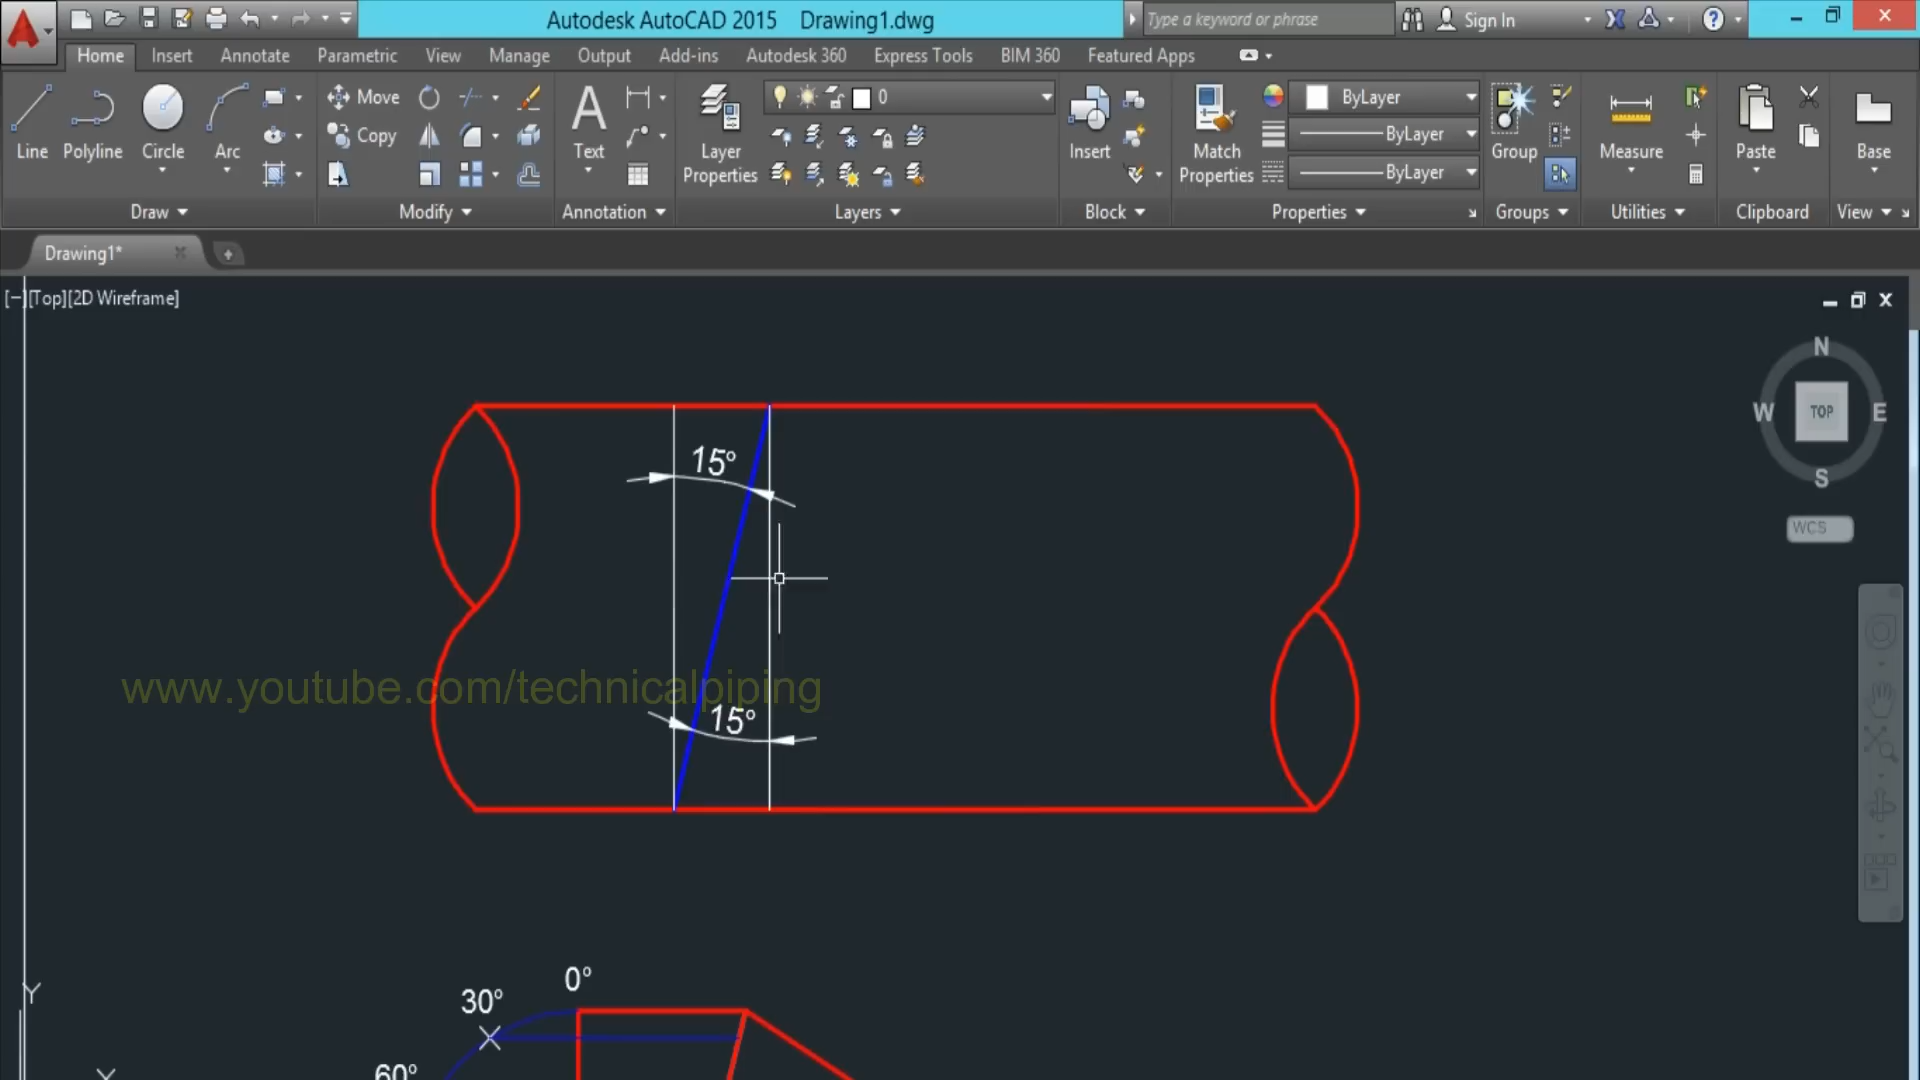 Autodesk AutoCAD 2015 Drawing1.dwg
Type a keyword or phrase
Sign In
Home Insert Annotate Parametric View Manage Output Add-ins Autodesk 360 Express Tools BIM 360 Featured Apps
Line Polyline Circle Arc
Move
Copy
Text
Layer Properties
0
Insert
Match Properties
ByLayer
ByLayer
ByLayer
Group
Measure
Paste
Base
Draw Modify Annotation Layers Block Properties Groups Utilities Clipboard View
Drawing1*
[−][Top][2D Wireframe]
N
W TOP E
S
WCS
15°
www.youtube.com/technicalpiping
15°
0°
30°
60°
Y